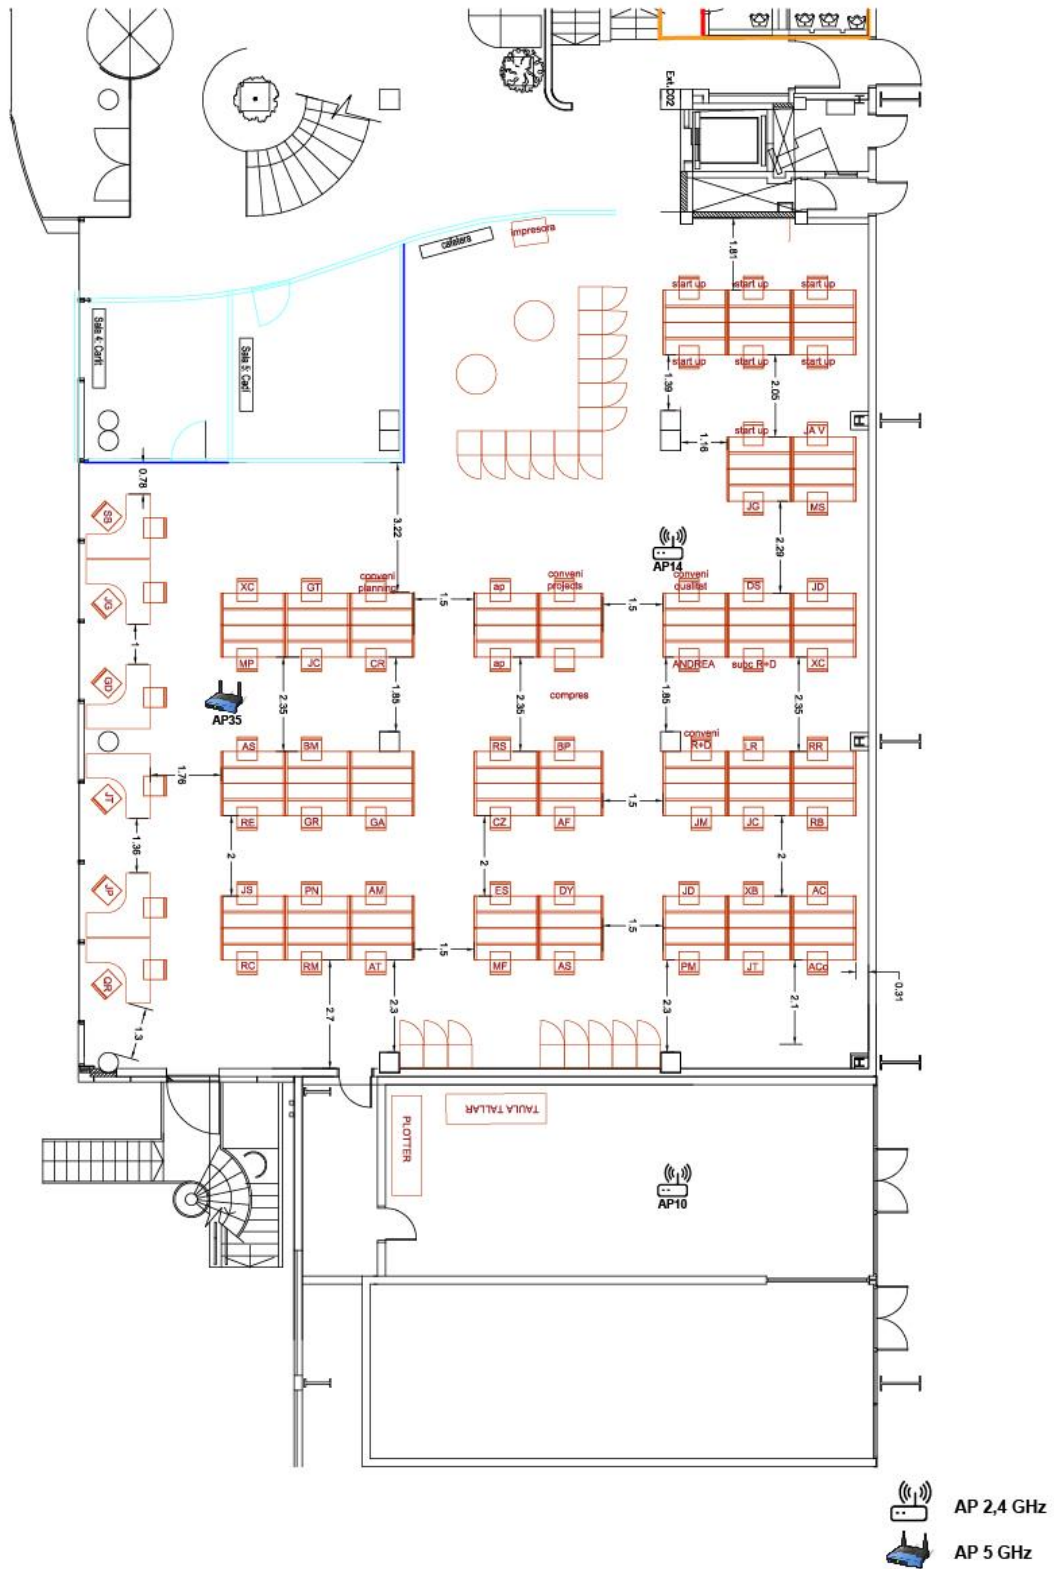 Ext.C02
1.81
impresora
cafetera
start up
start up
start up
Sala 4: Carlit
Sala 5: Cadí
start up
start up
start up
1.39
2.05
start up
JA V
1.16
0.78
3.22
JG
MS
SB
2.29
AP14
XC
GT
conveni
planning
ap
conveni
projects
conveni
qualitat
DS
JD
JG
1.5
1.5
1
MP
JC
CR
ap
ANDREA
subc R+D
XC
GD
AP35
2.35
1.85
2.35
compres
1.85
2.35
AS
BM
RS
BP
conveni
R+D
LR
RR
1.76
JT
1.5
RE
GR
GA
CZ
AF
JM
JC
RB
1.36
2
2
2
JP
JS
PN
AM
ES
DY
JD
XB
AC
1.5
1.5
RC
RM
AT
MF
AS
PM
JT
ACo
QR
0.31
1.3
2.7
2.3
2.3
2.1
PLOTTER
TAULA TALLAR
AP10
AP 2,4 GHz
AP 5 GHz